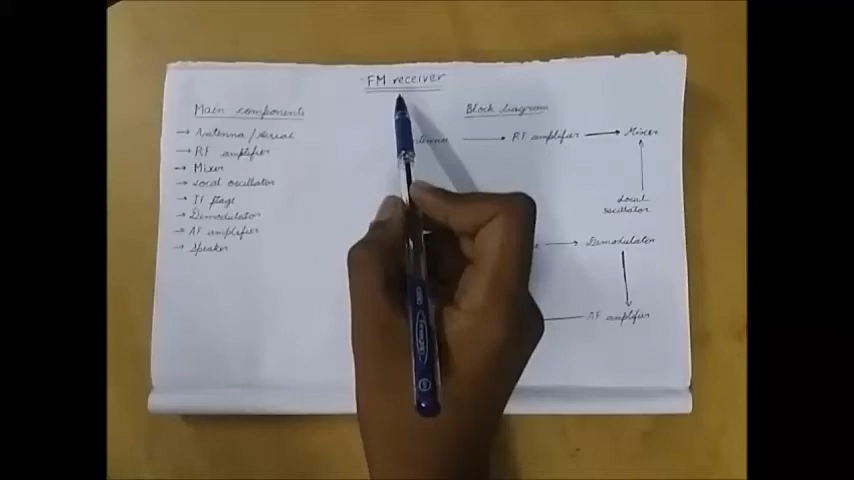 FM receiver
Main components
→ Antenna/aerial
→ RF amplifier
→ Mixer
→ Local oscillator
→ IF stage
→ Demodulator
→ AF amplifier
→ Speaker
Block diagram
→ RF amplifier → Mixer
Local
oscillator
→ Demodulator
AF amplifier